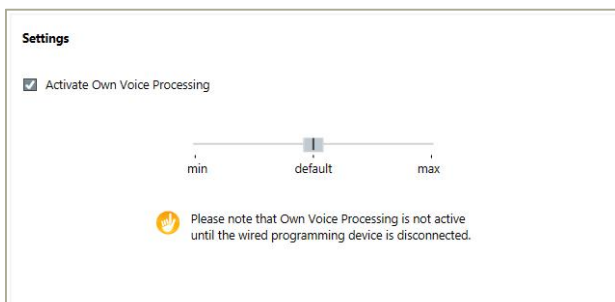 Settings
Activate Own Voice Processing
min default max
Please note that Own Voice Processing is not active
until the wired programming device is disconnected.